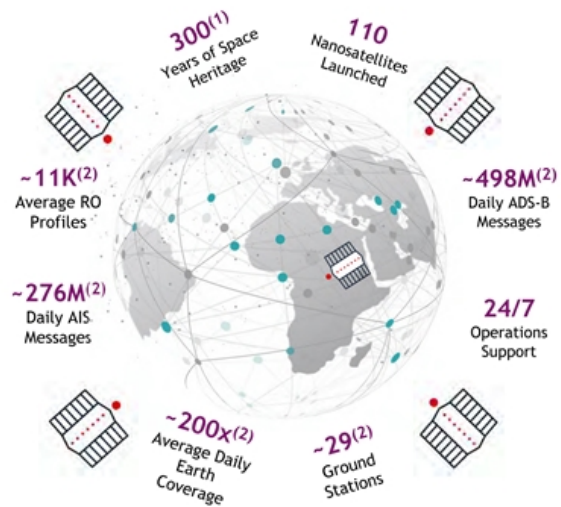 300(1)
Years of Space
Heritage
110
Nanosatellites
Launched
~11K(2)
Average RO
Profiles
~498M(2)
Daily ADS-B
Messages
~276M(2)
Daily AIS
Messages
24/7
Operations
Support
~200x(2)
Average Daily
Earth
Coverage
~29(2)
Ground
Stations